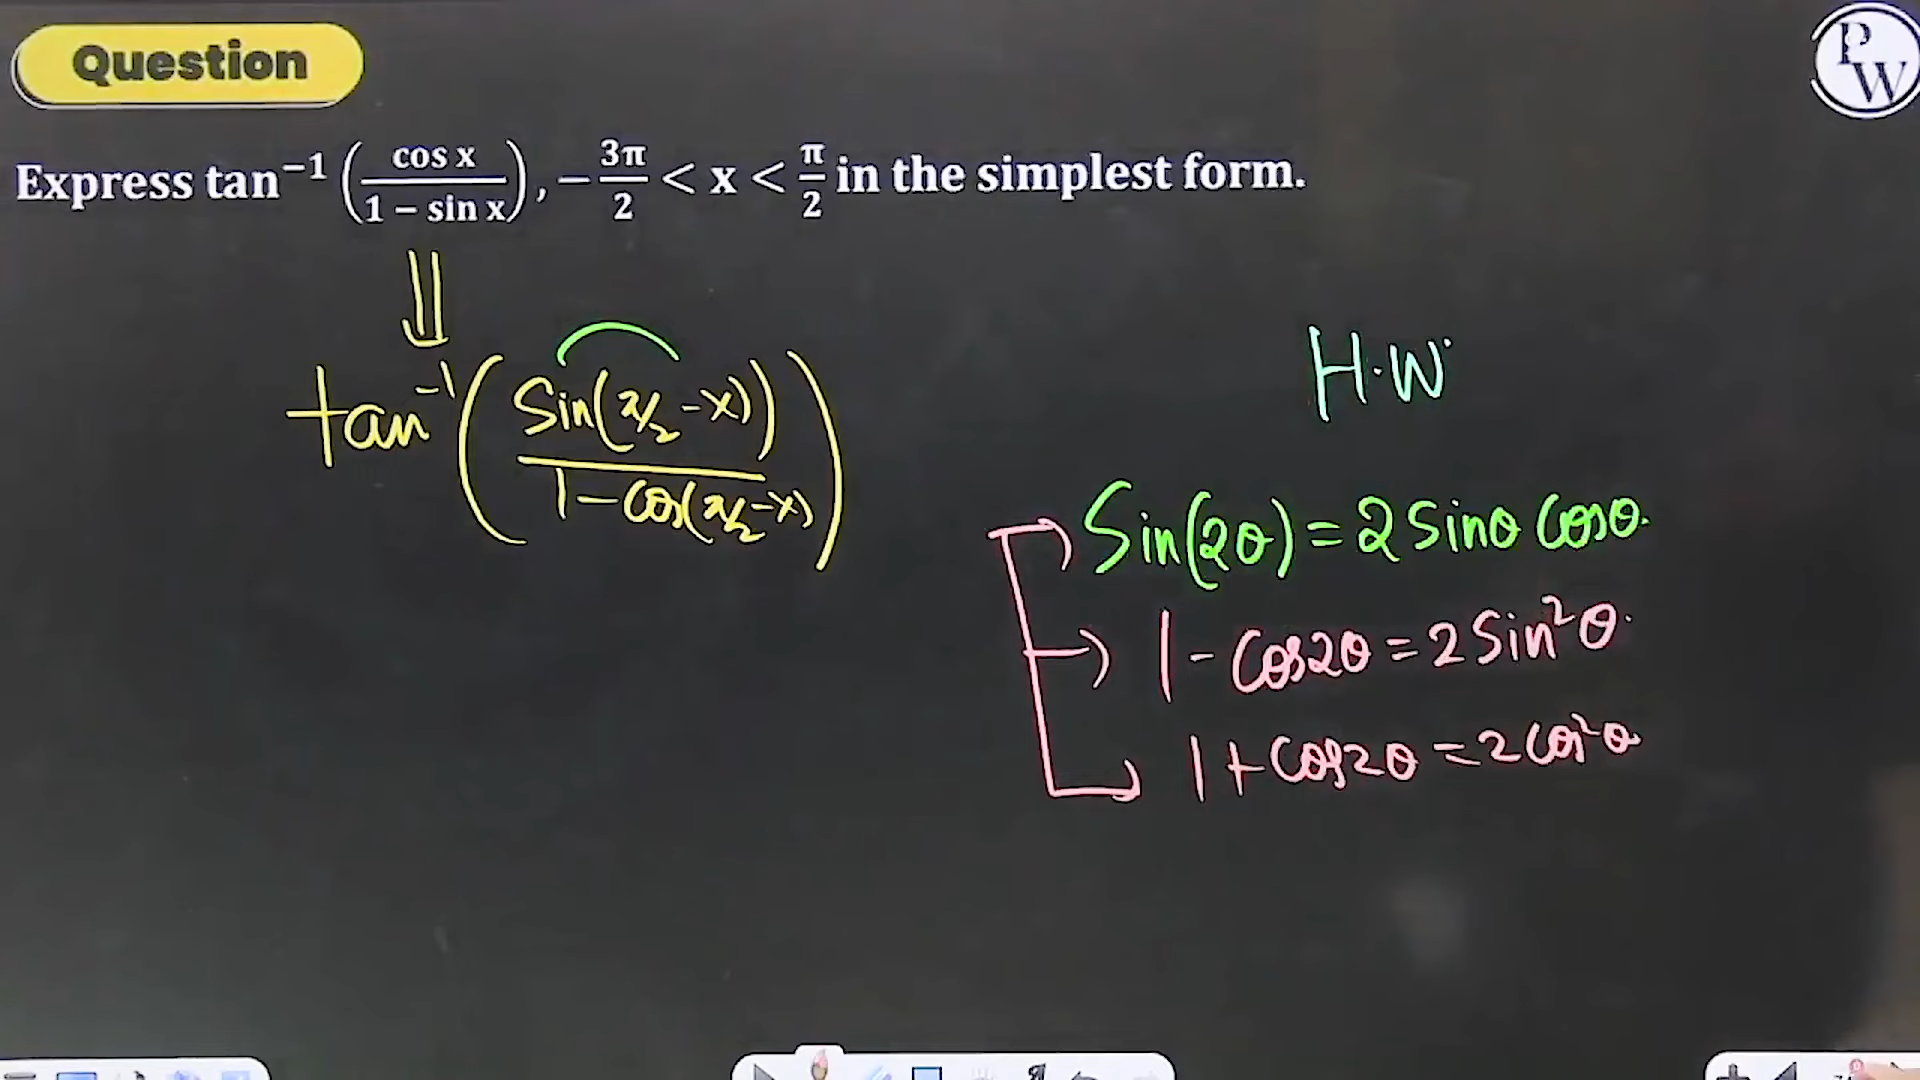 Question
PW
Express tan⁻¹ (cos x / 1 − sin x), −3π/2 < x < π/2 in the simplest form.
tan⁻¹ (Sin(π/2 − x) / 1 − Cos(π/2 − x))
H.W.
Sin(2θ) = 2 Sinθ Cosθ.
1 − Cos2θ = 2 Sin²θ.
1 + Cos2θ = 2 Cos²θ